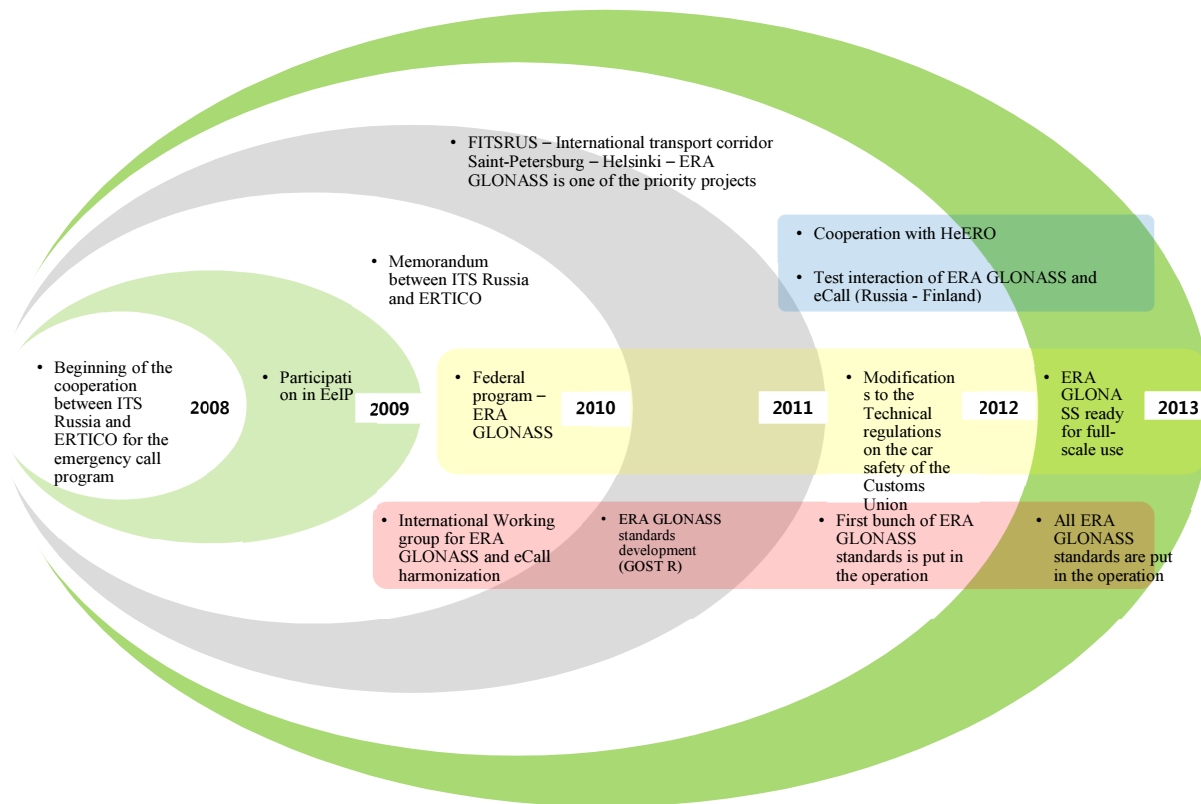 • FITSRUS – International transport corridor
Saint-Petersburg – Helsinki – ERA
GLONASS is one of the priority projects
• Cooperation with HeERO
• Test interaction of ERA GLONASS and
eCall (Russia - Finland)
• Memorandum
between ITS Russia
and ERTICO
• Beginning of the
cooperation
between ITS
Russia and
ERTICO for the
emergency call
program
2008
• Participati
on in EeIP
2009
• Federal
program –
ERA
GLONASS
2010
2011
• Modification
s to the
Technical
regulations
on the car
safety of the
Customs
Union
2012
• ERA
GLONA
SS ready
for full-
scale use
2013
• International Working
group for ERA
GLONASS and eCall
harmonization
• ERA GLONASS
standards
development
(GOST R)
• First bunch of ERA
GLONASS
standards is put in
the operation
• All ERA
GLONASS
standards are put
in the operation